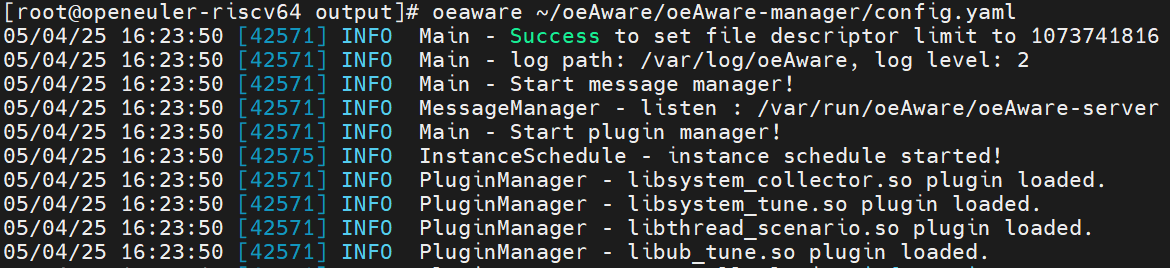 [root@openeuler-riscv64 output]# oeaware ~/oeAware/oeAware-manager/config.yaml
05/04/25 16:23:50 [42571] INFO  Main - Success to set file descriptor limit to 1073741816
05/04/25 16:23:50 [42571] INFO  Main - log path: /var/log/oeAware, log level: 2
05/04/25 16:23:50 [42571] INFO  Main - Start message manager!
05/04/25 16:23:50 [42571] INFO  MessageManager - listen : /var/run/oeAware/oeAware-server
05/04/25 16:23:50 [42571] INFO  Main - Start plugin manager!
05/04/25 16:23:50 [42575] INFO  InstanceSchedule - instance schedule started!
05/04/25 16:23:50 [42571] INFO  PluginManager - libsystem_collector.so plugin loaded.
05/04/25 16:23:50 [42571] INFO  PluginManager - libsystem_tune.so plugin loaded.
05/04/25 16:23:50 [42571] INFO  PluginManager - libthread_scenario.so plugin loaded.
05/04/25 16:23:50 [42571] INFO  PluginManager - libub_tune.so plugin loaded.